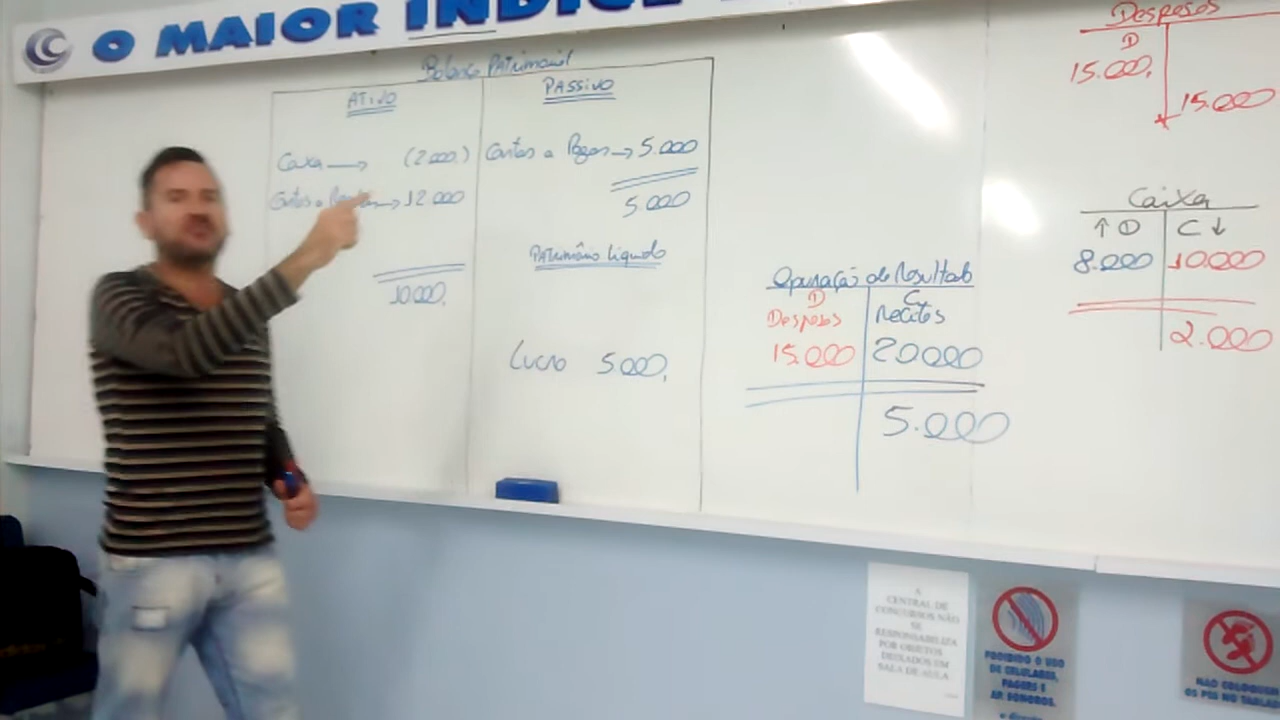 O MAIOR ÍNDICE
Balanço Patrimonial
ATIVO
Caixa → (2.000)
Contas a → 12.000
10.000,
PASSIVO
Contas a Pagar → 5.000
5.000
Patrimônio Líquido
Lucro 5.000,
Apuração de Resultado
D C
Despesas Receitas
15.000 20.000
5.000
Despesas
D
15.000,
15.000
Caixa
↑ D C ↓
8.000 10.000
2.000
A
CENTRAL DE
CONCURSOS NÃO
SE
RESPONSABILIZA
POR OBJETOS
DEIXADOS EM
SALA DE AULA
PROIBIDO O USO
DE CELULARES,
PAGERS E
AP. SONOROS.
NÃO COLOQUEM
OS PÉS NO TABLADO